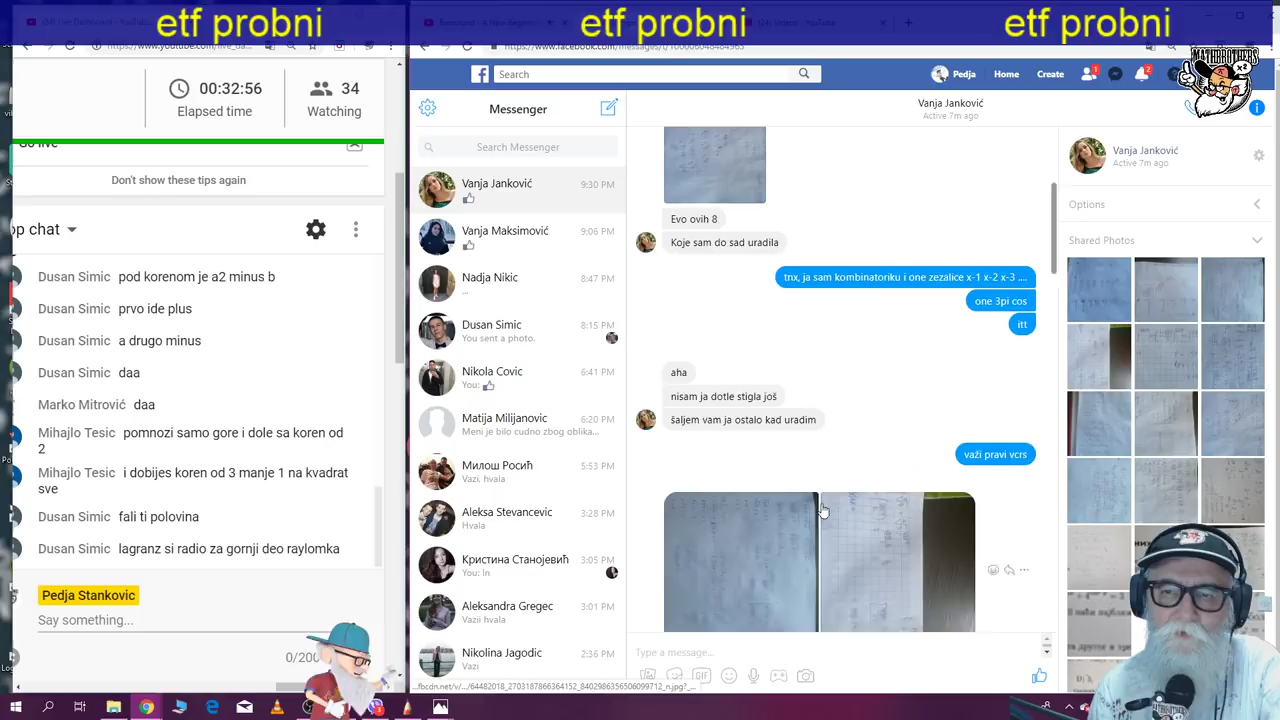 etf probni
etf probni
etf probni
https://www.facebook.com/messages/t/100006048484963
00:32:56
Elapsed time
34
Watching
Don't show these tips again
op chat
Dusan Simic pod korenom je a2 minus b
Dusan Simic prvo ide plus
Dusan Simic a drugo minus
Dusan Simic daa
Marko Mitrović daa
Mihajlo Tesic pomnozi samo gore i dole sa koren od
2
Mihajlo Tesic i dobijes koren od 3 manje 1 na kvadrat
sve
Dusan Simic fali ti polovina
Dusan Simic lagranz si radio za gornji deo raylomka
Pedja Stankovic
Say something...
Search
Pedja
Home
Create
1
2
Messenger
Search Messenger
Vanja Janković
9:30 PM
Vanja Maksimović
9:06 PM
Nadja Nikic
8:47 PM
...
Dusan Simic
8:15 PM
You sent a photo.
Nikola Covic
6:41 PM
You:
Matija Milijanovic
6:20 PM
Meni je bilo cudno zbog oblika...
Милош Росић
5:53 PM
Vazi, hvala
Aleksa Stevancevic
3:28 PM
Hvala
Кристина Станојевић
3:05 PM
You: ln
Aleksandra Gregec
3:01 PM
Vazii hvala
Nikolina Jagodic
2:36 PM
Vazi
Vanja Janković
Active 7m ago
Evo ovih 8
Koje sam do sad uradila
tnx, ja sam kombinatoriku i one zezalice x-1 x-2 x-3 ....
one 3pi cos
itt
aha
nisam ja dotle stigla još
šaljem vam ja ostalo kad uradim
važi pravi vcrs
Type a message...
GIF
Vanja Janković
Active 7m ago
Options
Shared Photos